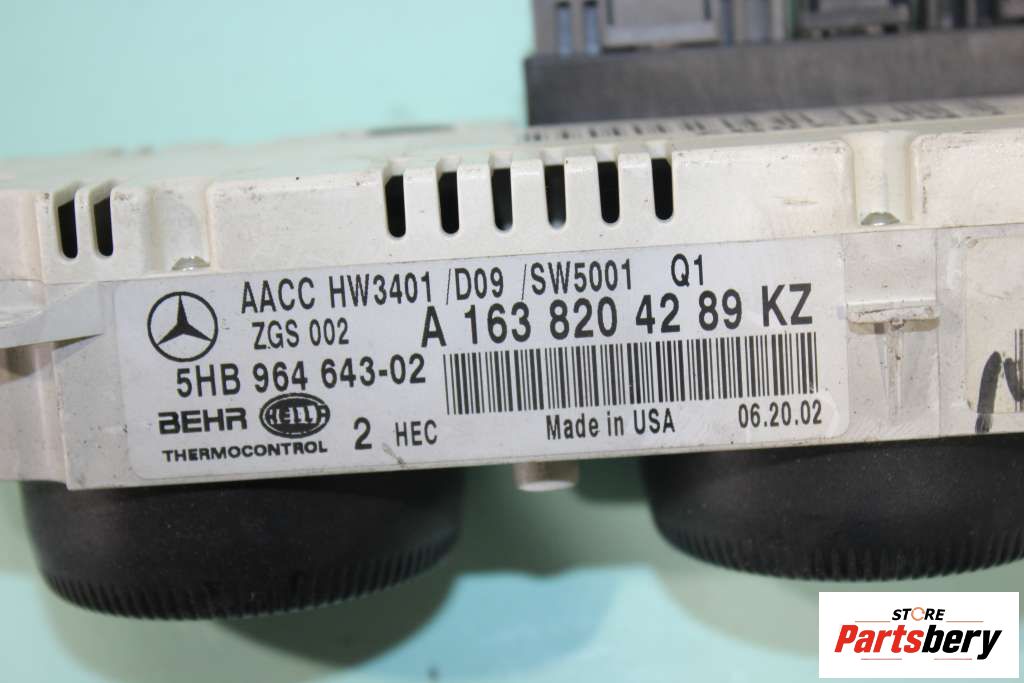 AACC HW3401 /D09 /SW5001 Q1
ZGS 002 A 163 820 42 89 KZ
5HB 964 643-02
BEHR HELLA 2 HEC Made in USA 06.20.02
THERMOCONTROL
STORE
Partsbery